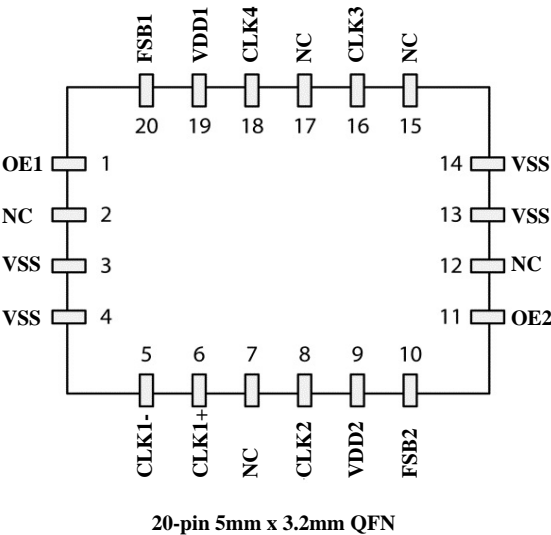 FSB1 VDD1 CLK4 NC CLK3 NC
20 19 18 17 16 15
OE1 1 14 VSS
NC 2 13 VSS
VSS 3 12 NC
VSS 4 11 OE2
5 6 7 8 9 10
CLK1- CLK1+ NC CLK2 VDD2 FSB2
20-pin 5mm x 3.2mm QFN